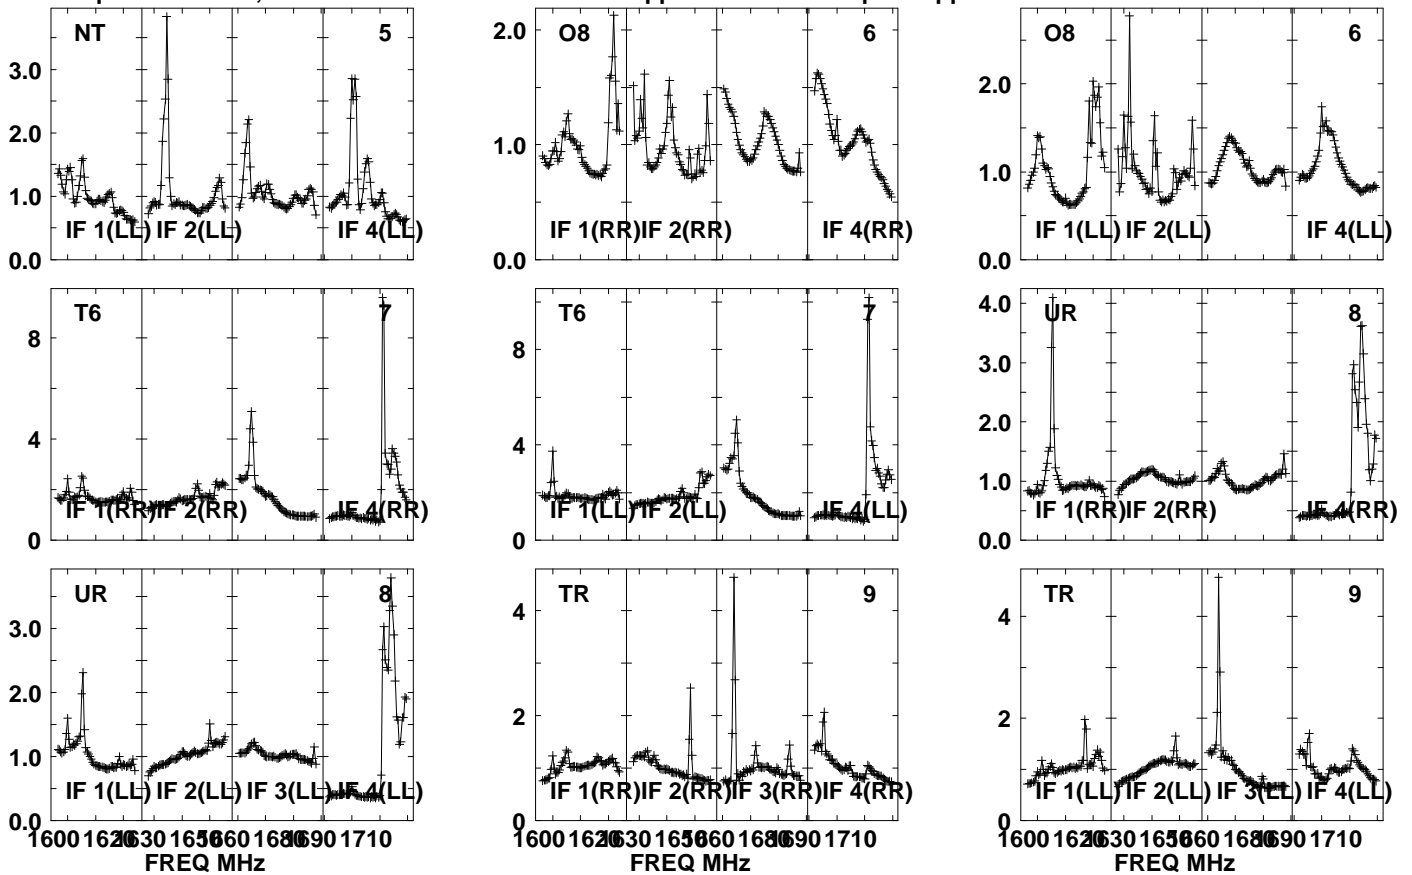 NT 5 O8 6 O8 6
3.0 2.0 2.0
2.0 1.0 1.0
1.0
IF 1(LL) IF 2(LL) IF 4(LL) IF 1(RR) IF 2(RR) IF 4(RR) IF 1(LL) IF 2(LL) IF 4(LL)
0.0 0.0 0.0
T6 7 T6 7 UR 8
8 8 4.0
4 4 3.0
2.0
1.0
IF 1(RR) IF 2(RR) IF 4(RR) IF 1(LL) IF 2(LL) IF 4(LL) IF 1(RR) IF 2(RR) IF 4(RR)
0 0 0.0
UR 8 TR 9 TR 9
3.0 4 4
2.0 2 2
1.0
IF 1(LL) IF 2(LL) IF 3(LL) IF 4(LL) IF 1(RR) IF 2(RR) IF 3(RR) IF 4(RR) IF 1(LL) IF 2(LL) IF 3(LL) IF 4(LL)
0.0 0 0
1600 1620 1630 1650 1660 1680 1690 1710 1600 1620 1630 1650 1660 1680 1690 1710 1600 1620 1630 1650 1660 1680 1690 1710
FREQ MHz FREQ MHz